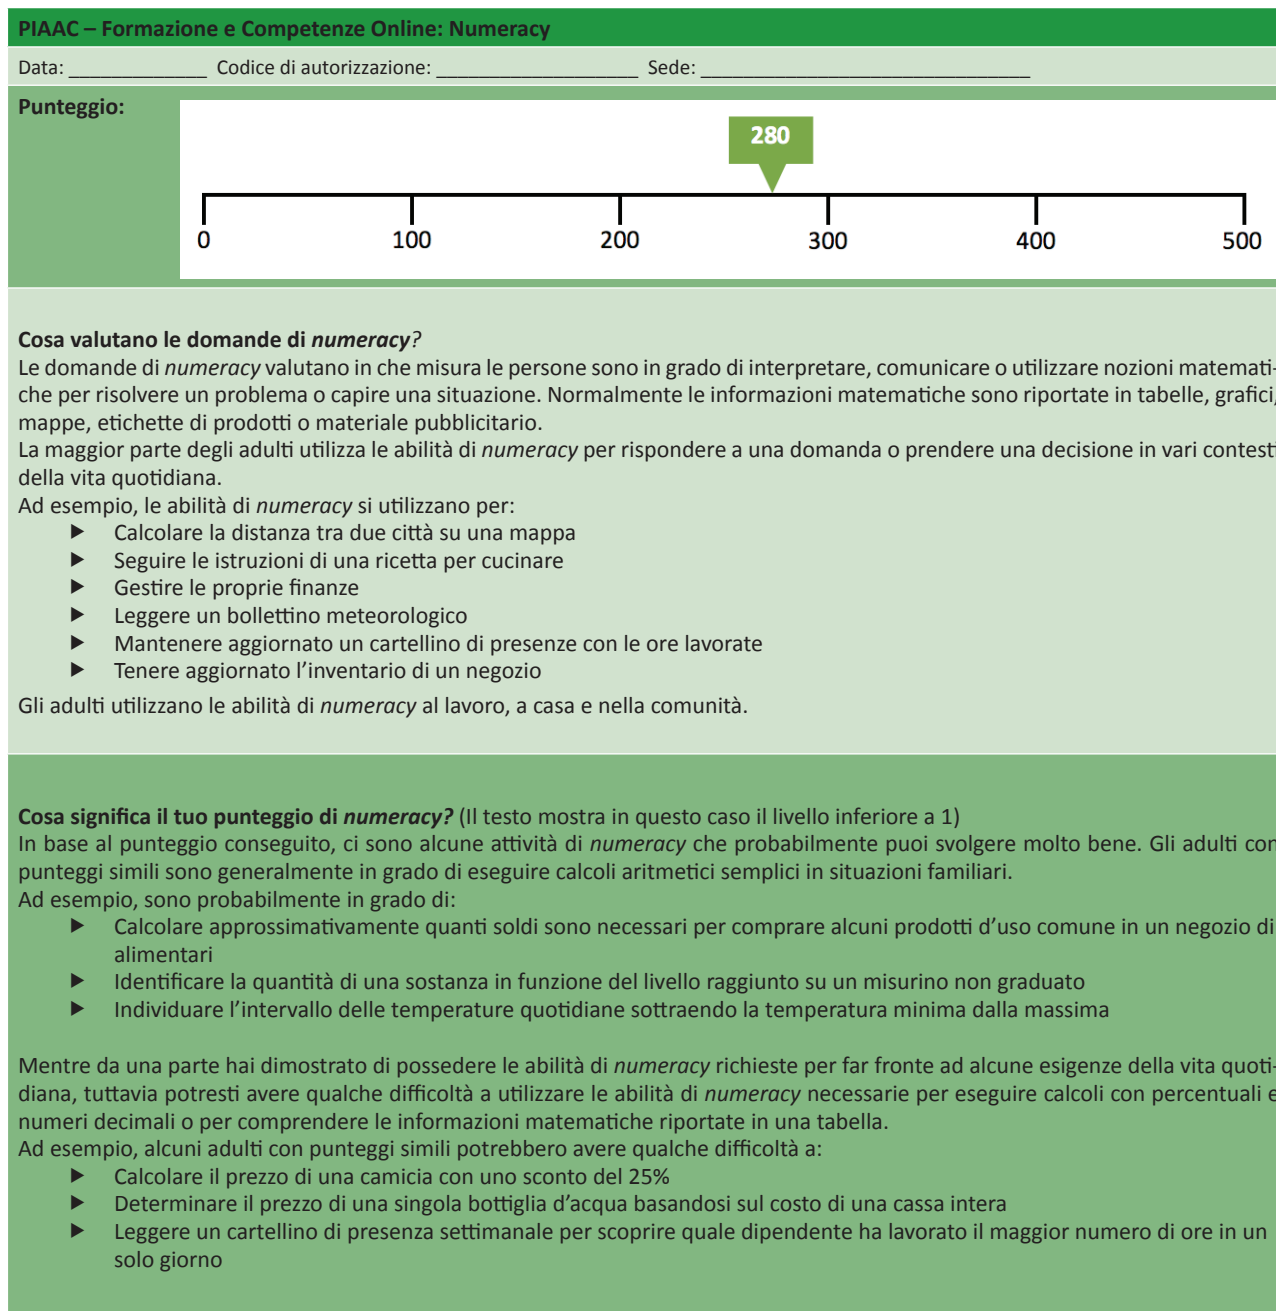 PIAAC – Formazione e Competenze Online: Numeracy
Data: _____________ Codice di autorizzazione: ___________________ Sede: _______________________________
Punteggio:
280
0 100 200 300 400 500
Cosa valutano le domande di numeracy?
Le domande di numeracy valutano in che misura le persone sono in grado di interpretare, comunicare o utilizzare nozioni matemati-
che per risolvere un problema o capire una situazione. Normalmente le informazioni matematiche sono riportate in tabelle, grafici,
mappe, etichette di prodotti o materiale pubblicitario.
La maggior parte degli adulti utilizza le abilità di numeracy per rispondere a una domanda o prendere una decisione in vari contesti
della vita quotidiana.
Ad esempio, le abilità di numeracy si utilizzano per:
▶ Calcolare la distanza tra due città su una mappa
▶ Seguire le istruzioni di una ricetta per cucinare
▶ Gestire le proprie finanze
▶ Leggere un bollettino meteorologico
▶ Mantenere aggiornato un cartellino di presenze con le ore lavorate
▶ Tenere aggiornato l’inventario di un negozio
Gli adulti utilizzano le abilità di numeracy al lavoro, a casa e nella comunità.
Cosa significa il tuo punteggio di numeracy? (Il testo mostra in questo caso il livello inferiore a 1)
In base al punteggio conseguito, ci sono alcune attività di numeracy che probabilmente puoi svolgere molto bene. Gli adulti con
punteggi simili sono generalmente in grado di eseguire calcoli aritmetici semplici in situazioni familiari.
Ad esempio, sono probabilmente in grado di:
▶ Calcolare approssimativamente quanti soldi sono necessari per comprare alcuni prodotti d’uso comune in un negozio di
alimentari
▶ Identificare la quantità di una sostanza in funzione del livello raggiunto su un misurino non graduato
▶ Individuare l’intervallo delle temperature quotidiane sottraendo la temperatura minima dalla massima
Mentre da una parte hai dimostrato di possedere le abilità di numeracy richieste per far fronte ad alcune esigenze della vita quoti-
diana, tuttavia potresti avere qualche difficoltà a utilizzare le abilità di numeracy necessarie per eseguire calcoli con percentuali e
numeri decimali o per comprendere le informazioni matematiche riportate in una tabella.
Ad esempio, alcuni adulti con punteggi simili potrebbero avere qualche difficoltà a:
▶ Calcolare il prezzo di una camicia con uno sconto del 25%
▶ Determinare il prezzo di una singola bottiglia d’acqua basandosi sul costo di una cassa intera
▶ Leggere un cartellino di presenza settimanale per scoprire quale dipendente ha lavorato il maggior numero di ore in un
solo giorno